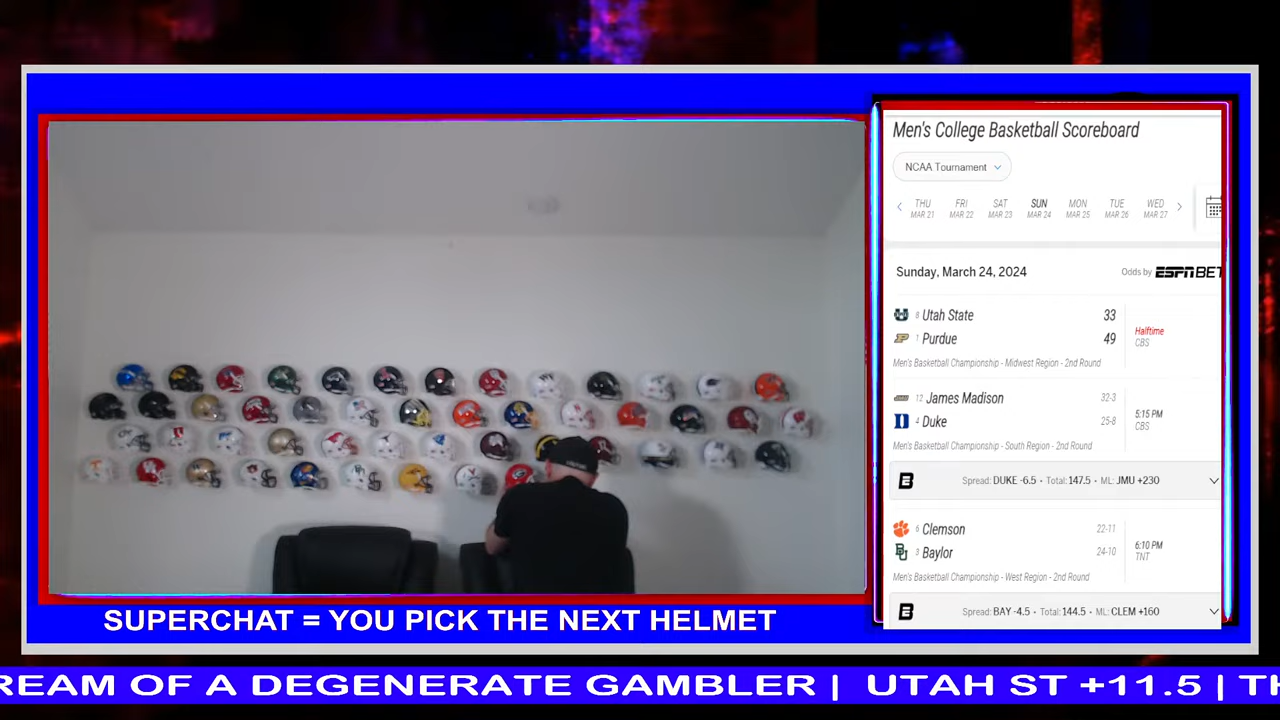 Men's College Basketball Scoreboard
NCAA Tournament
THU FRI SAT SUN MON TUE WED
MAR 21 MAR 22 MAR 23 MAR 24 MAR 25 MAR 26 MAR 27
Sunday, March 24, 2024
Odds by ESPN BET
8 Utah State 33
1 Purdue 49
Halftime
CBS
Men's Basketball Championship - Midwest Region - 2nd Round
12 James Madison 32-3
4 Duke 25-8
5:15 PM
CBS
Men's Basketball Championship - South Region - 2nd Round
Spread: DUKE -6.5 • Total: 147.5 • ML: JMU +230
6 Clemson 22-11
3 Baylor 24-10
6:10 PM
TNT
Men's Basketball Championship - West Region - 2nd Round
Spread: BAY -4.5 • Total: 144.5 • ML: CLEM +160
SUPERCHAT = YOU PICK THE NEXT HELMET
REAM OF A DEGENERATE GAMBLER | UTAH ST +11.5 | TH